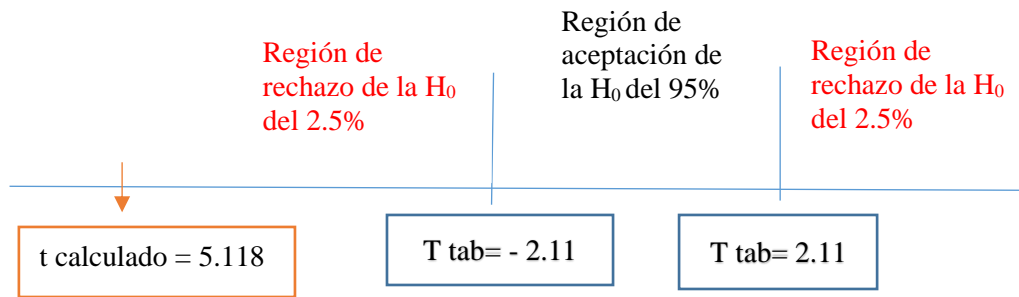 Región de
rechazo de la H₀
del 2.5%
Región de
aceptación de
la H₀ del 95%
Región de
rechazo de la H₀
del 2.5%
t calculado = 5.118
T tab= - 2.11
T tab= 2.11